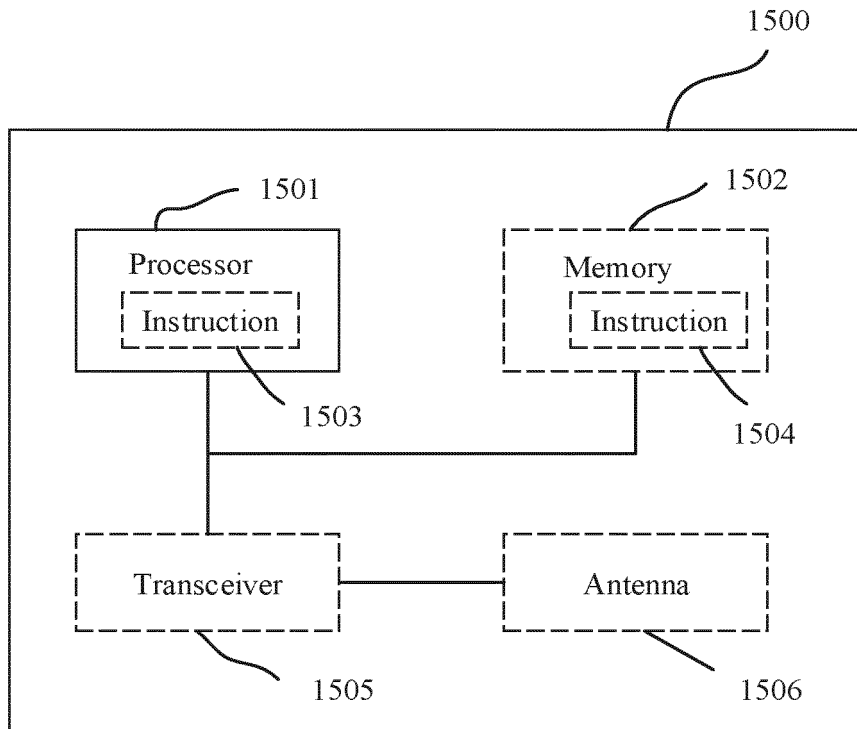 1500
1501
1502
Processor
Memory
Instruction
Instruction
1503
1504
Transceiver
Antenna
1505
1506